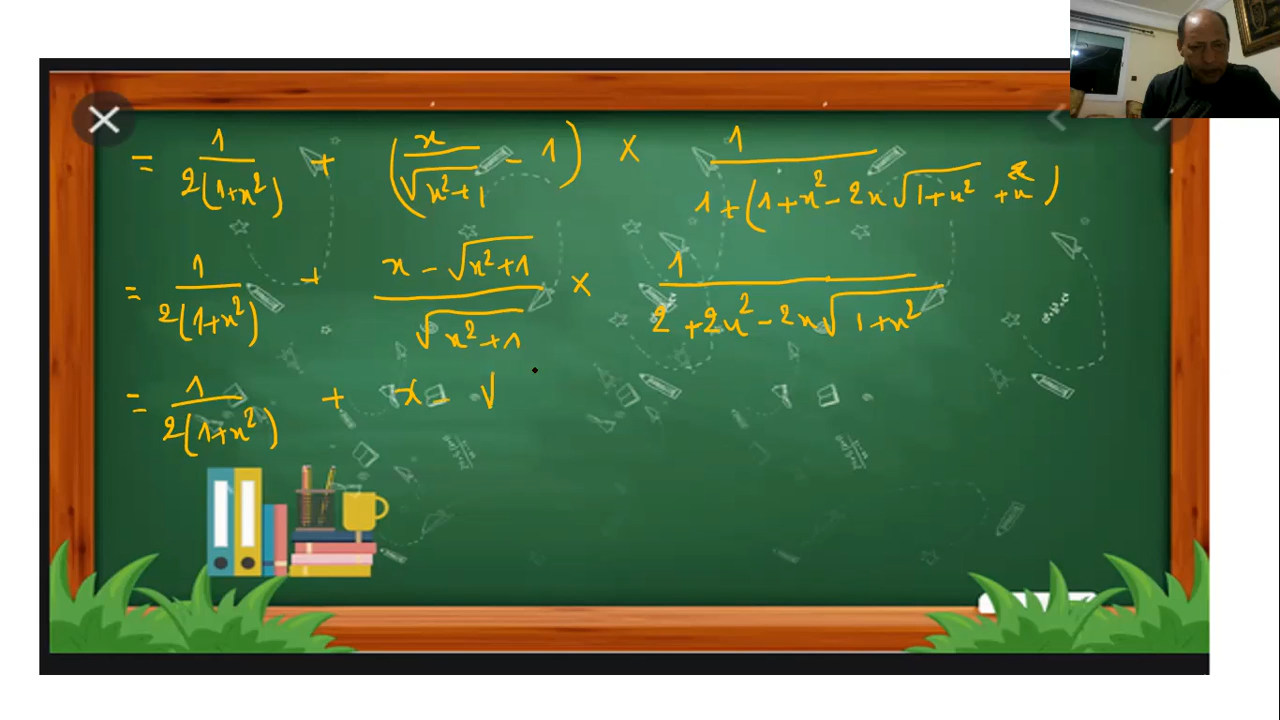 = 1/(2(1+x²)) + (x/√(x²+1) - 1) × 1/(1+(1+x²-2x√(1+x²)+x²))
= 1/(2(1+x²)) + (x-√(x²+1))/√(x²+1) × 1/(2+2x²-2x√(1+x²))
= 1/(2(1+x²)) + x - √